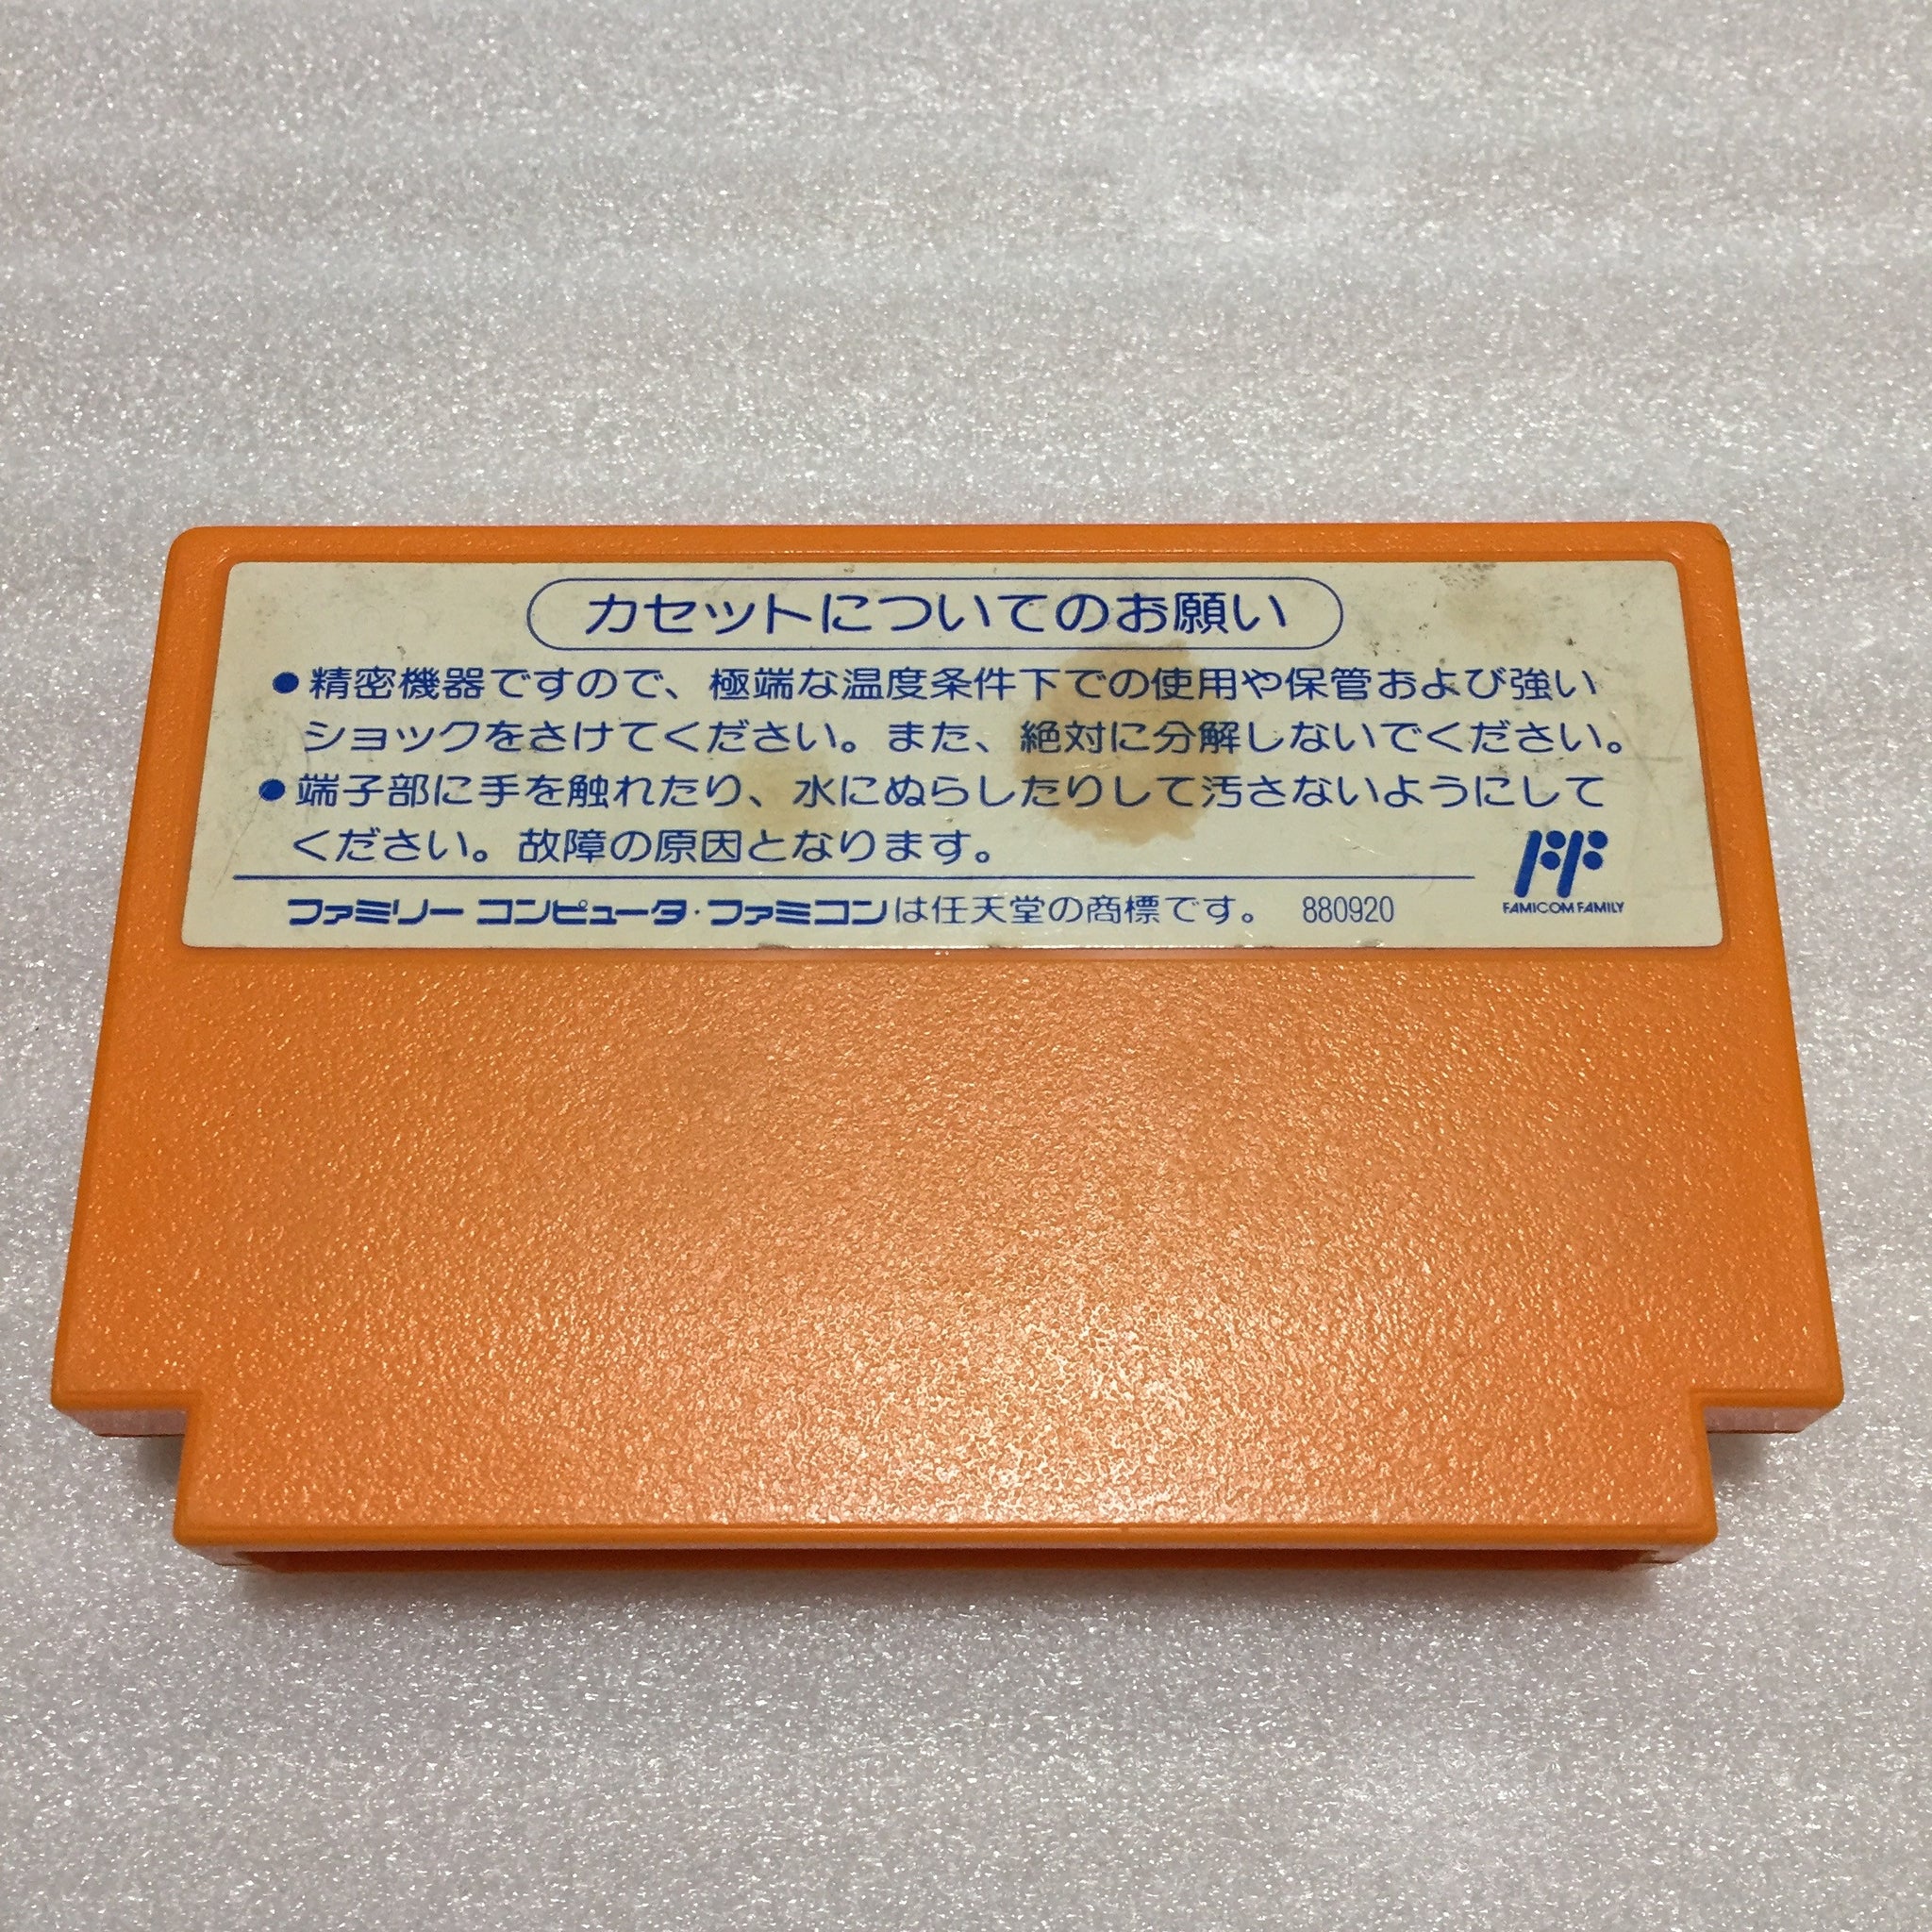 カセットについてのお願い
●精密機器ですので、極端な温度条件下での使用や保管および強い
ショックをさけてください。また、絶対に分解しないでください。
●端子部に手を触れたり、水にぬらしたりして汚さないようにして
ください。故障の原因となります。
ファミリー コンピュータ・ファミコンは任天堂の商標です。 880920
FAMICOM FAMILY